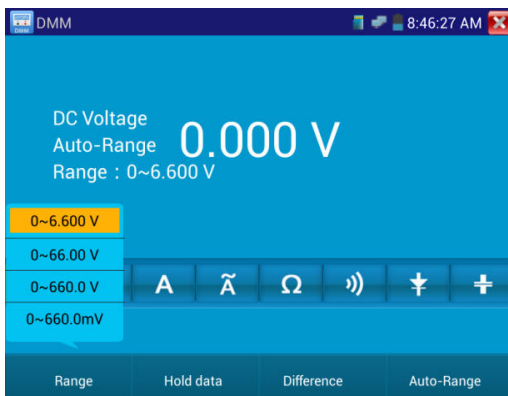 DMM
DMM
8:46:27 AM
DC Voltage
Auto-Range
0.000 V
Range : 0~6.600 V
0~6.600 V
0~66.00 V
0~660.0 V
0~660.0mV
A
Ã
Ω
Range
Hold data
Difference
Auto-Range